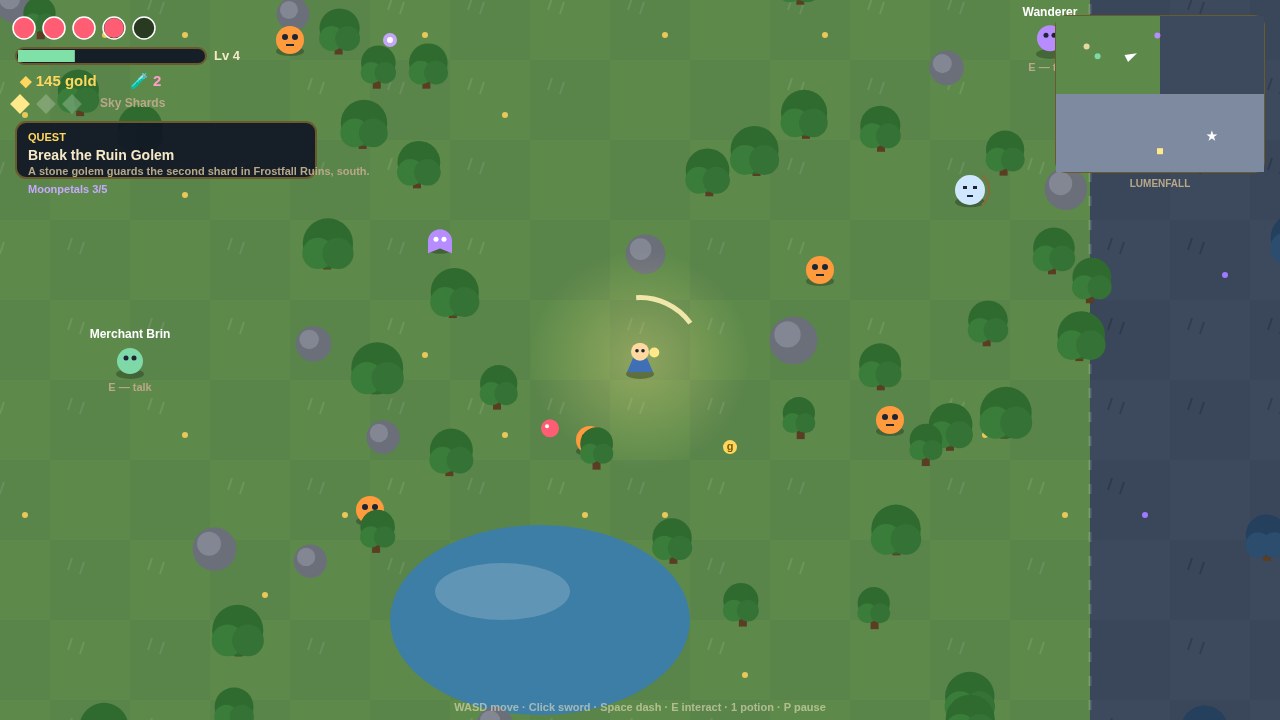 Lv 4
145 gold
2
Sky Shards
QUEST
Break the Ruin Golem
A stone golem guards the second shard in Frostfall Ruins, south.
Moonpetals 3/5
Wanderer
E — t
LUMENFALL
Merchant Brin
E — talk
g
WASD move · Click sword · Space dash · E interact · 1 potion · P pause